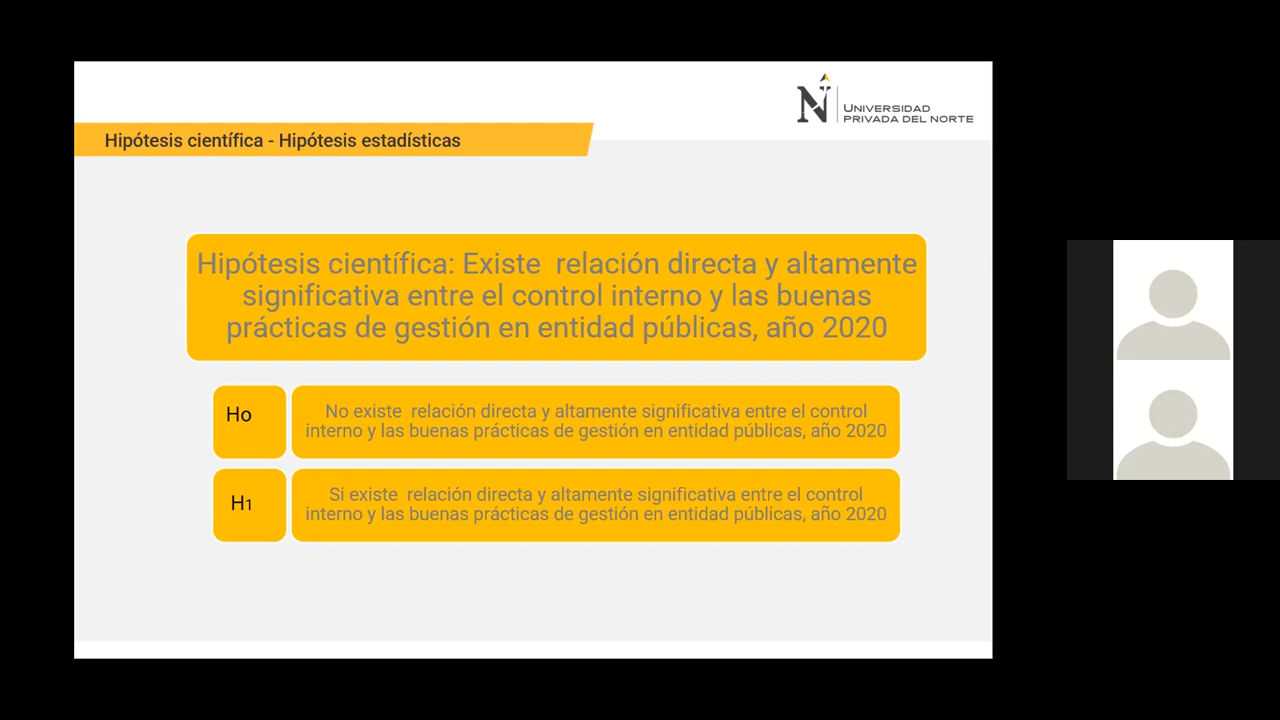 UNIVERSIDAD
PRIVADA DEL NORTE
Hipótesis científica - Hipótesis estadísticas
Hipótesis científica: Existe  relación directa y altamente
significativa entre el control interno y las buenas
prácticas de gestión en entidad públicas, año 2020
Ho
No existe  relación directa y altamente significativa entre el control
interno y las buenas prácticas de gestión en entidad públicas, año 2020
H1
Si existe  relación directa y altamente significativa entre el control
interno y las buenas prácticas de gestión en entidad públicas, año 2020